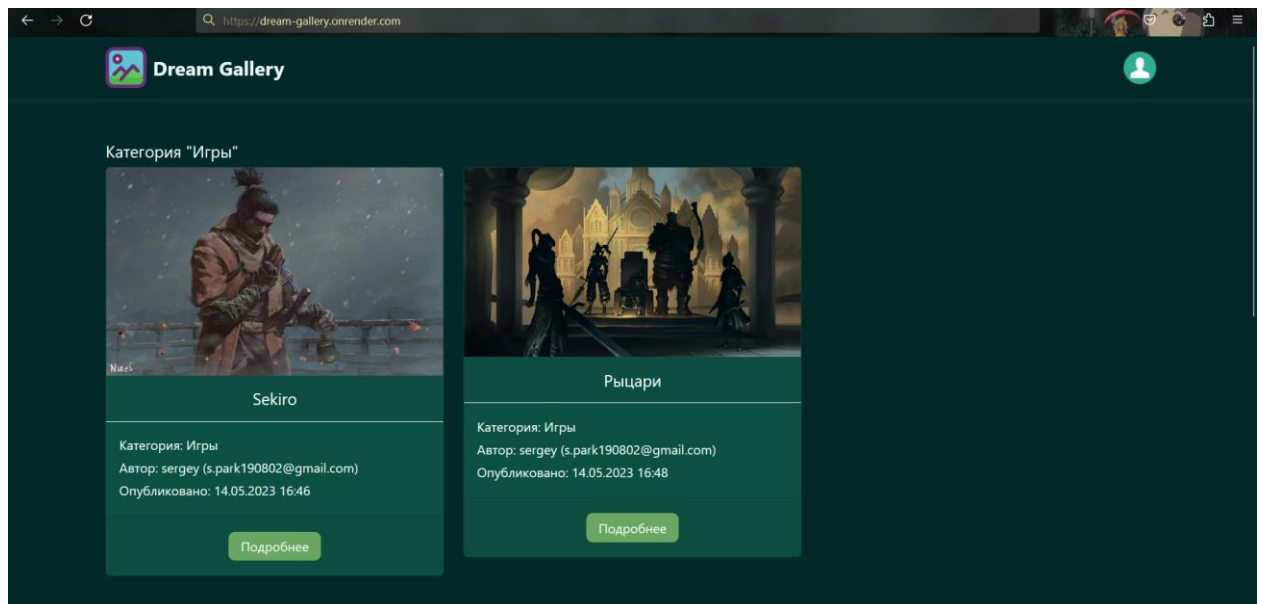 https://dream-gallery.onrender.com
Dream Gallery
Категория "Игры"
Nures
Sekiro
Категория: Игры
Автор: sergey (s.park190802@gmail.com)
Опубликовано: 14.05.2023 16:46
Подробнее
Рыцари
Категория: Игры
Автор: sergey (s.park190802@gmail.com)
Опубликовано: 14.05.2023 16:48
Подробнее